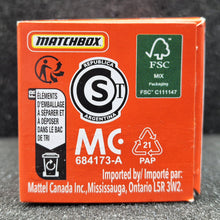 MATCHBOX
FSC
MIX
Packaging
FSC® C111147
REPUBLICA
S
ARGENTINA
FR
ÉLÉMENTS
D'EMBALLAGE
À SÉPARER
ET À DÉPOSER
DANS LE BAC
DE TRI
MC
684173-A
21
PAP
Imported by/Importé par:
Mattel Canada Inc., Mississauga, Ontario L5R 3W2.